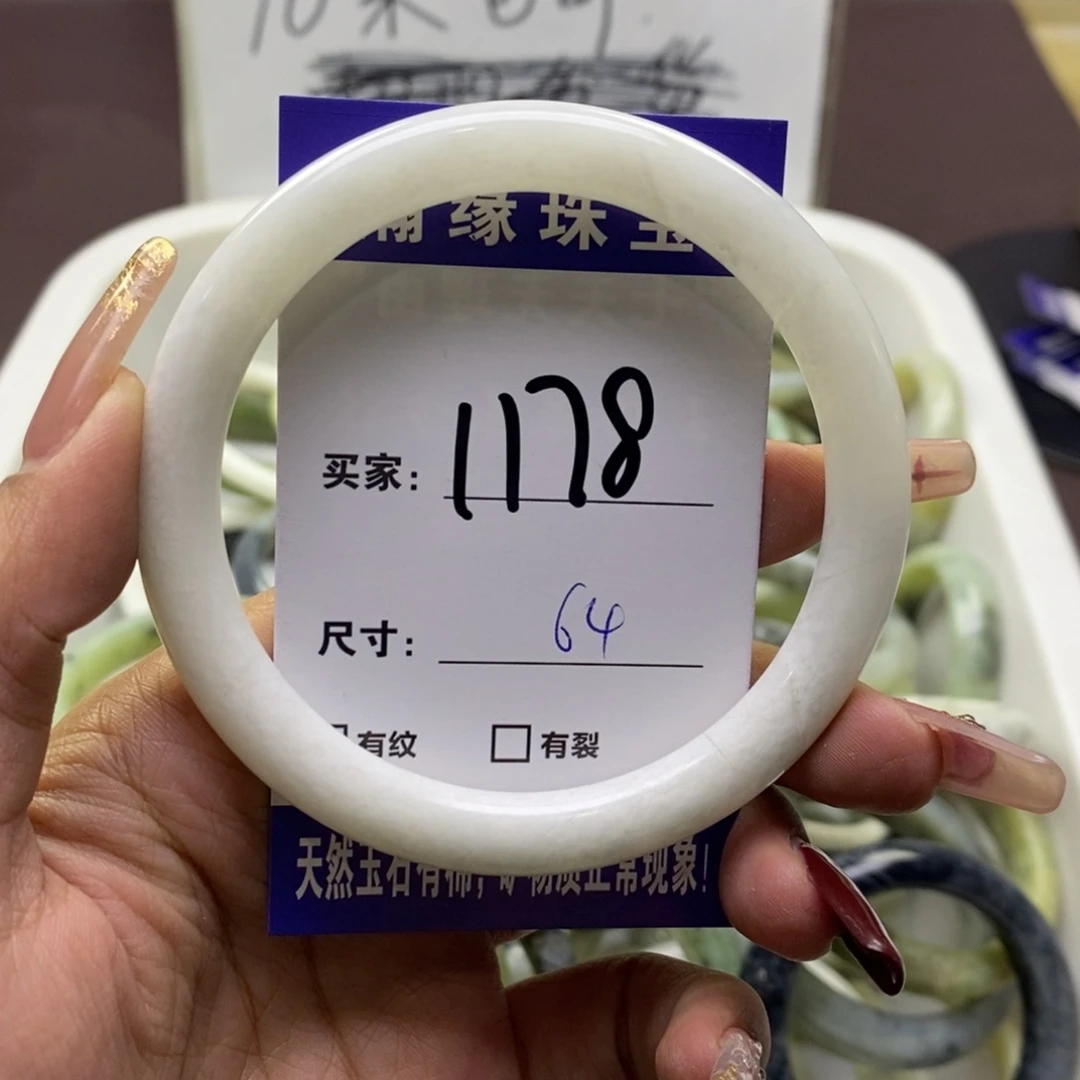 缘珠宝
买家： 1178
尺寸： 64
有纹 □有裂
天然玉石有棉，矿物质正常现象！